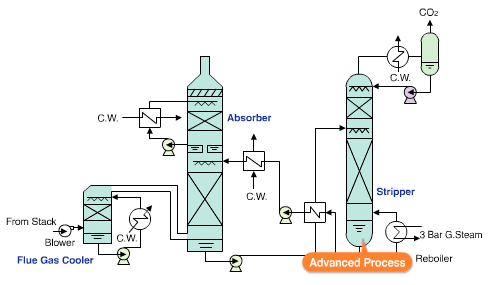 CO2
C.W.
C.W.
Absorber
C.W.
Stripper
From Stack
Blower
C.W.
3 Bar G.Steam
Flue Gas Cooler
Advanced Process
Reboiler